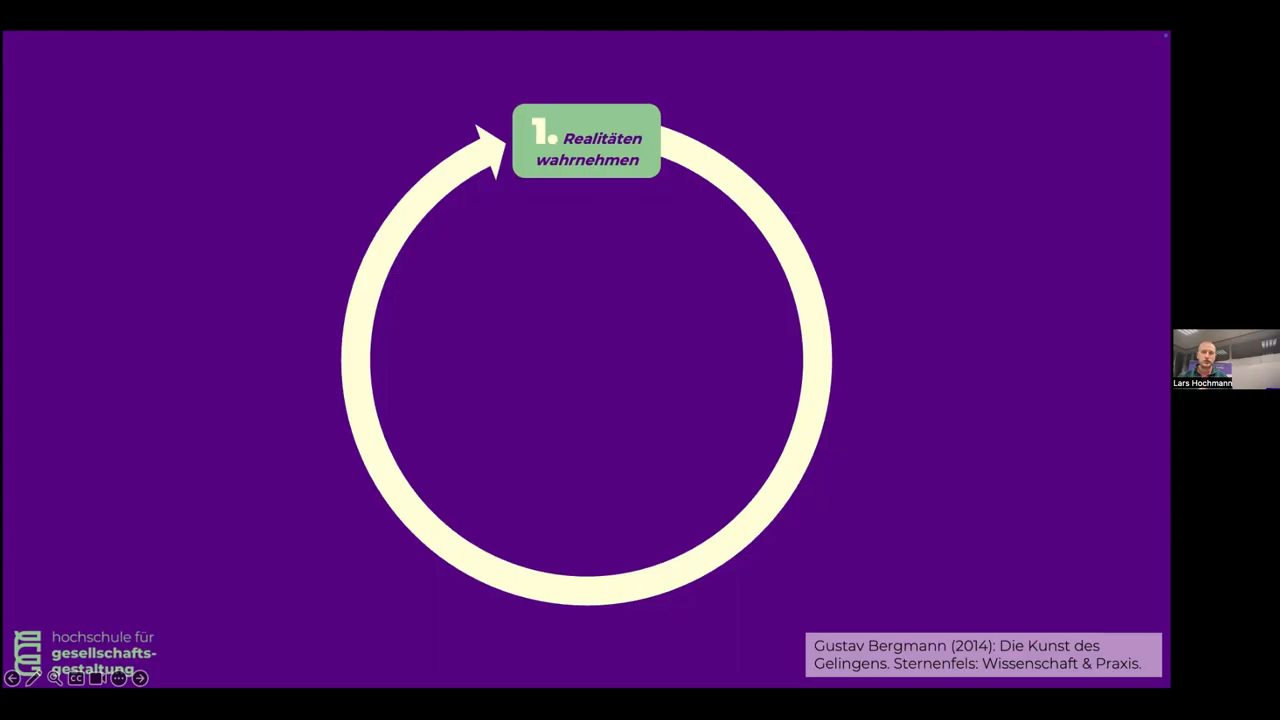 1. Realitäten
wahrnehmen
Lars Hochmann
hochschule für
gesellschafts-
gestaltung
CC
Gustav Bergmann (2014): Die Kunst des
Gelingens. Sternenfels: Wissenschaft & Praxis.